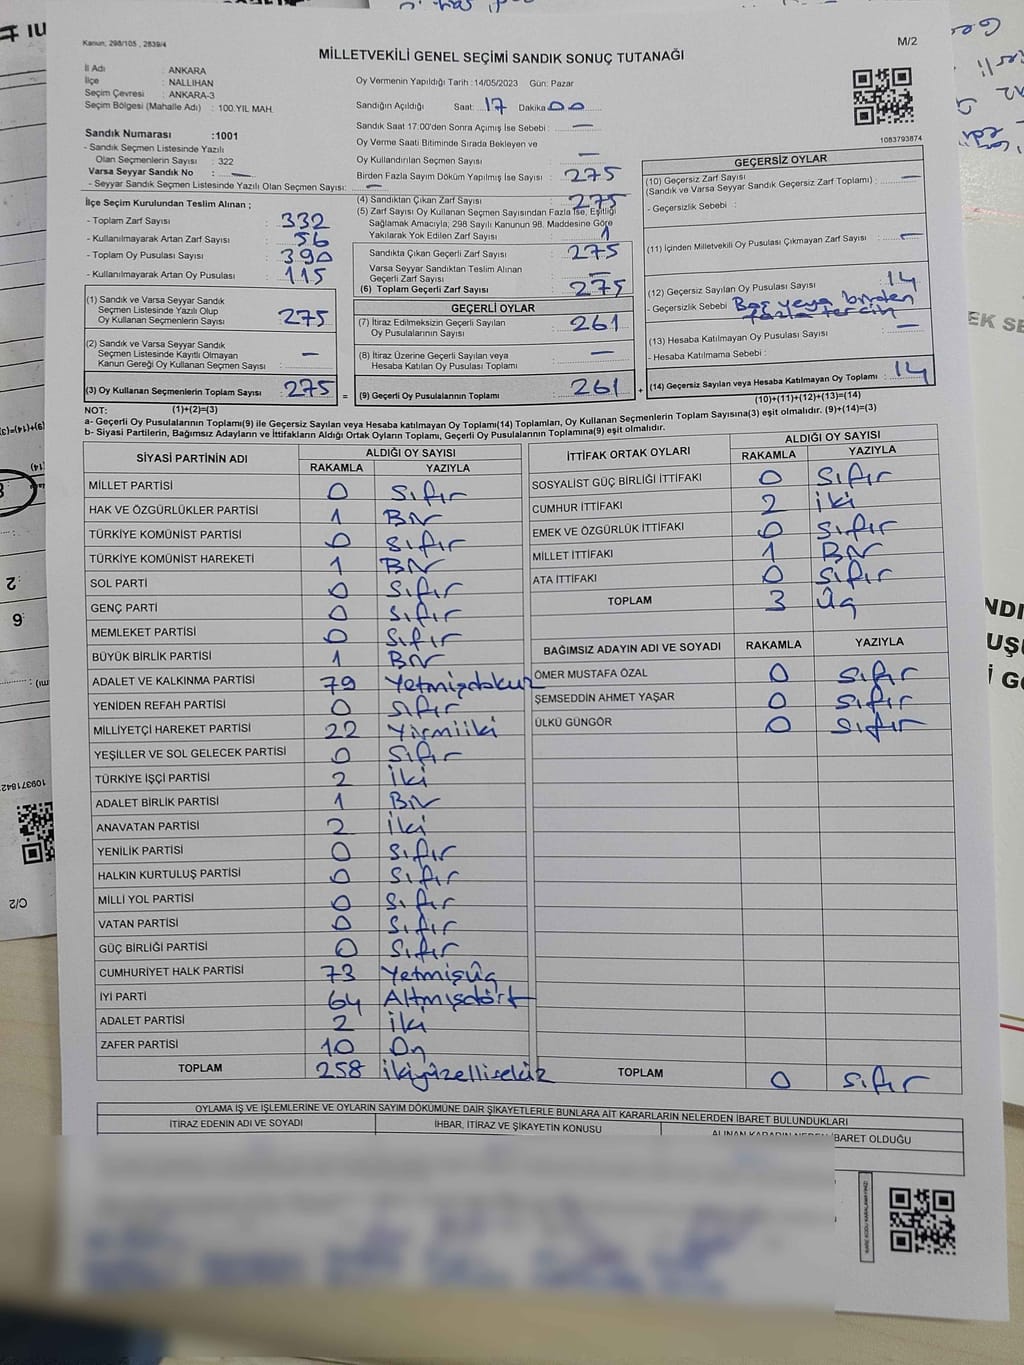 Kanun; 298/105 , 2839/4
M/2
MİLLETVEKİLİ GENEL SEÇİMİ SANDIK SONUÇ TUTANAĞI
İl Adı : ANKARA
İlçe : NALLIHAN
Seçim Çevresi : ANKARA-3
Seçim Bölgesi (Mahalle Adı) : 100.YIL MAH.
Sandık Numarası :1001
- Sandık Seçmen Listesinde Yazılı
Olan Seçmenlerin Sayısı : 322
Varsa Seyyar Sandık No : —
- Seyyar Sandık Seçmen Listesinde Yazılı Olan Seçmen Sayısı: —
Oy Vermenin Yapıldığı Tarih :14/05/2023 Gün: Pazar
Sandığın Açıldığı Saat: 17 Dakika 00
Sandık Saat 17:00'den Sonra Açımış İse Sebebi : —
Oy Verme Saati Bitiminde Sırada Bekleyen ve
Oy Kullandırılan Seçmen Sayısı : —
Birden Fazla Sayım Döküm Yapılmış İse Sayısı : 275
1083793874
İlçe Seçim Kurulundan Teslim Alınan ;
- Toplam Zarf Sayısı : 332
- Kullanılmayarak Artan Zarf Sayısı : 56
- Toplam Oy Pusulası Sayısı : 390
- Kullanılmayarak Artan Oy Pusulası : 115
(4) Sandıktan Çıkan Zarf Sayısı : 275
(5) Zarf Sayısı Oy Kullanan Seçmen Sayısından Fazla İse, Eşitliği
Sağlamak Amacıyla, 298 Sayılı Kanunun 98. Maddesine Göre
Yakılarak Yok Edilen Zarf Sayısı : 1
Sandıkta Çıkan Geçerli Zarf Sayısı : 275
Varsa Seyyar Sandıktan Teslim Alınan
Geçerli Zarf Sayısı : —
(6) Toplam Geçerli Zarf Sayısı : 275
GEÇERSİZ OYLAR
(10) Geçersiz Zarf Sayısı
(Sandık ve Varsa Seyyar Sandık Geçersiz Zarf Toplamı) : —
- Geçersizlik Sebebi :
(11) İçinden Milletvekili Oy Pusulası Çıkmayan Zarf Sayısı : —
(12) Geçersiz Sayılan Oy Pusulası Sayısı : 14
- Geçersizlik Sebebi : Boş veya birden
fazla tercih
(13) Hesaba Katılmayan Oy Pusulası Sayısı : —
- Hesaba Katılmama Sebebi :
(14) Geçersiz Sayılan veya Hesaba Katılmayan Oy Toplamı : 14
(10)+(11)+(12)+(13)=(14)
(1) Sandık ve Varsa Seyyar Sandık
Seçmen Listesinde Yazılı Olup
Oy Kullanan Seçmenlerin Sayısı : 275
(2) Sandık ve Varsa Seyyar Sandık
Seçmen Listesinde Kayıtlı Olmayan
Kanun Gereği Oy Kullanan Seçmen Sayısı : —
(3) Oy Kullanan Seçmenlerin Toplam Sayısı : 275
=
GEÇERLİ OYLAR
(7) İtiraz Edilmeksizin Geçerli Sayılan
Oy Pusulalarının Sayısı : 261
(8) İtiraz Üzerine Geçerli Sayılan veya
Hesaba Katılan Oy Pusulası Toplamı : —
(9) Geçerli Oy Pusulalarının Toplamı : 261
+
NOT: (1)+(2)=(3)
a- Geçerli Oy Pusulaları Toplamı(9) ile Geçersiz Sayılan veya Hesaba katılmayan Oy Toplamı(14) Toplamları, Oy Kullanan Seçmenlerin Toplam Sayısına(3) eşit olmalıdır. (9)+(14)=(3)
b- Siyasi Partilerin, Bağımsız Adayların ve İttifakların Aldığı Ortak Oyların Toplamı, Geçerli Oy Pusulalarının Toplamına(9) eşit olmalıdır.
SİYASİ PARTİNİN ADI ALDIĞI OY SAYISI
RAKAMLA YAZIYLA
MİLLET PARTİSİ 0 Sıfır
HAK VE ÖZGÜRLÜKLER PARTİSİ 1 Bir
TÜRKİYE KOMÜNİST PARTİSİ 0 Sıfır
TÜRKİYE KOMÜNİST HAREKETİ 1 Bir
SOL PARTİ 0 Sıfır
GENÇ PARTİ 0 Sıfır
MEMLEKET PARTİSİ 0 Sıfır
BÜYÜK BİRLİK PARTİSİ 1 Bir
ADALET VE KALKINMA PARTİSİ 79 Yetmişdokuz
YENİDEN REFAH PARTİSİ 0 Sıfır
MİLLİYETÇİ HAREKET PARTİSİ 22 Yirmiiki
YEŞİLLER VE SOL GELECEK PARTİSİ 0 Sıfır
TÜRKİYE İŞÇİ PARTİSİ 2 İki
ADALET BİRLİK PARTİSİ 1 Bir
ANAVATAN PARTİSİ 2 İki
YENİLİK PARTİSİ 0 Sıfır
HALKIN KURTULUŞ PARTİSİ 0 Sıfır
MİLLİ YOL PARTİSİ 0 Sıfır
VATAN PARTİSİ 0 Sıfır
GÜÇ BİRLİĞİ PARTİSİ 0 Sıfır
CUMHURİYET HALK PARTİSİ 73 Yetmişüç
İYİ PARTİ 64 Altmışdört
ADALET PARTİSİ 2 İki
ZAFER PARTİSİ 10 On
TOPLAM 258 İkiyüzellisekiz
İTTİFAK ORTAK OYLARI ALDIĞI OY SAYISI
RAKAMLA YAZIYLA
SOSYALİST GÜÇ BİRLİĞİ İTTİFAKI 0 Sıfır
CUMHUR İTTİFAKI 2 İki
EMEK VE ÖZGÜRLÜK İTTİFAKI 0 Sıfır
MİLLET İTTİFAKI 1 Bir
ATA İTTİFAKI 0 Sıfır
TOPLAM 3 Üç
BAĞIMSIZ ADAYIN ADI VE SOYADI RAKAMLA YAZIYLA
ÖMER MUSTAFA ÖZAL 0 Sıfır
ŞEMSEDDİN AHMET YAŞAR 0 Sıfır
ÜLKÜ GÜNGÖR 0 Sıfır
TOPLAM 0 Sıfır
OYLAMA İŞ VE İŞLEMLERİNE VE OYLARIN SAYIM DÖKÜMÜNE DAİR ŞİKAYETLERLE BUNLARA AİT KARARLARIN NELERDEN İBARET BULUNDUKLARI
İTİRAZ EDENİN ADI VE SOYADI İHBAR, İTİRAZ VE ŞİKAYETİN KONUSU ALINAN KARARIN NEDEN İBARET OLDUĞU
KARE KODU KARALAMAYINIZ!